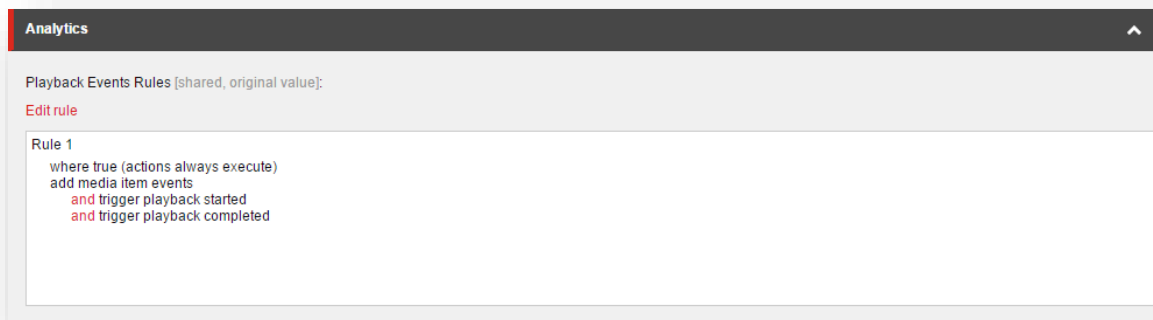 Analytics
Playback Events Rules [shared, original value]:
Edit rule
Rule 1
where true (actions always execute)
add media item events
and trigger playback started
and trigger playback completed